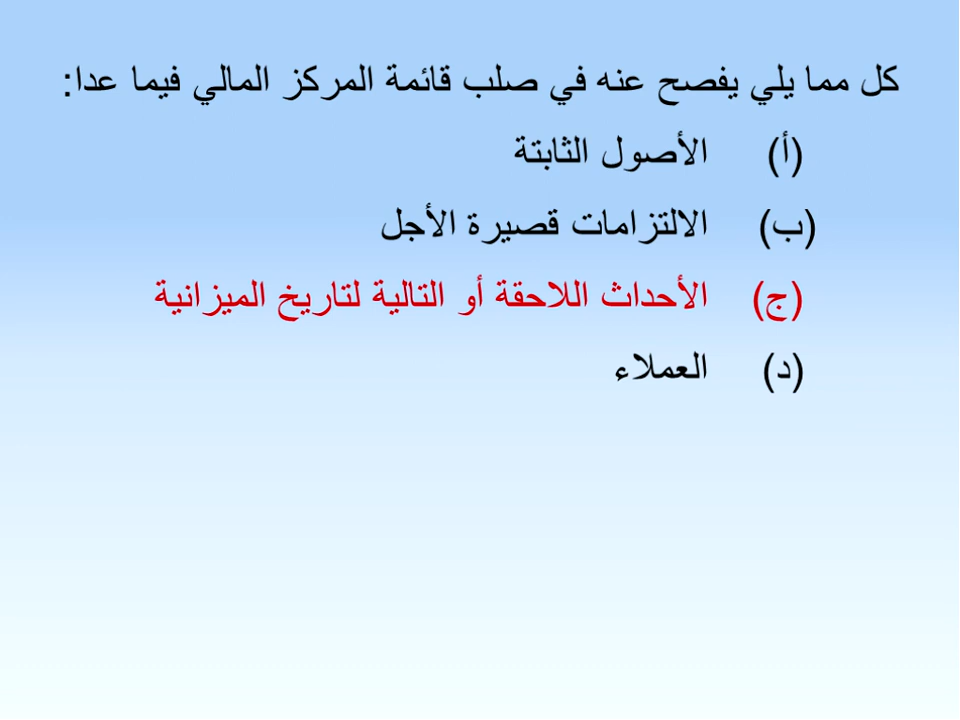 كل مما يلي يفصح عنه في صلب قائمة المركز المالي فيما عدا:
(أ) الأصول الثابتة
(ب) الالتزامات قصيرة الأجل
(ج) الأحداث اللاحقة أو التالية لتاريخ الميزانية
(د) العملاء